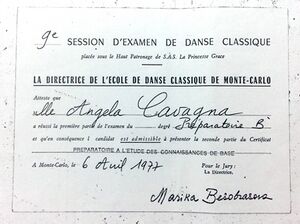 9e SESSION D'EXAMEN DE DANSE CLASSIQUE
placée sous le Haut Patronage de S.A.S. La Princesse Grace
LA DIRECTRICE DE L'ECOLE DE DANSE CLASSIQUE DE MONTE-CARLO
Atteste que
Mlle Angela Cavagna
a réussi la première partie de l'examen du degré Préparatoire B
et qu'en conséquence l candidat est admissible à présenter la seconde partie du Certificat
PREPARATOIRE A L'ETUDE DES CONNAISSANCES DE BASE
A Monte-Carlo, le 6 Avril 1977
Pour le Jury :
La Directrice,
Marika Besobrasova